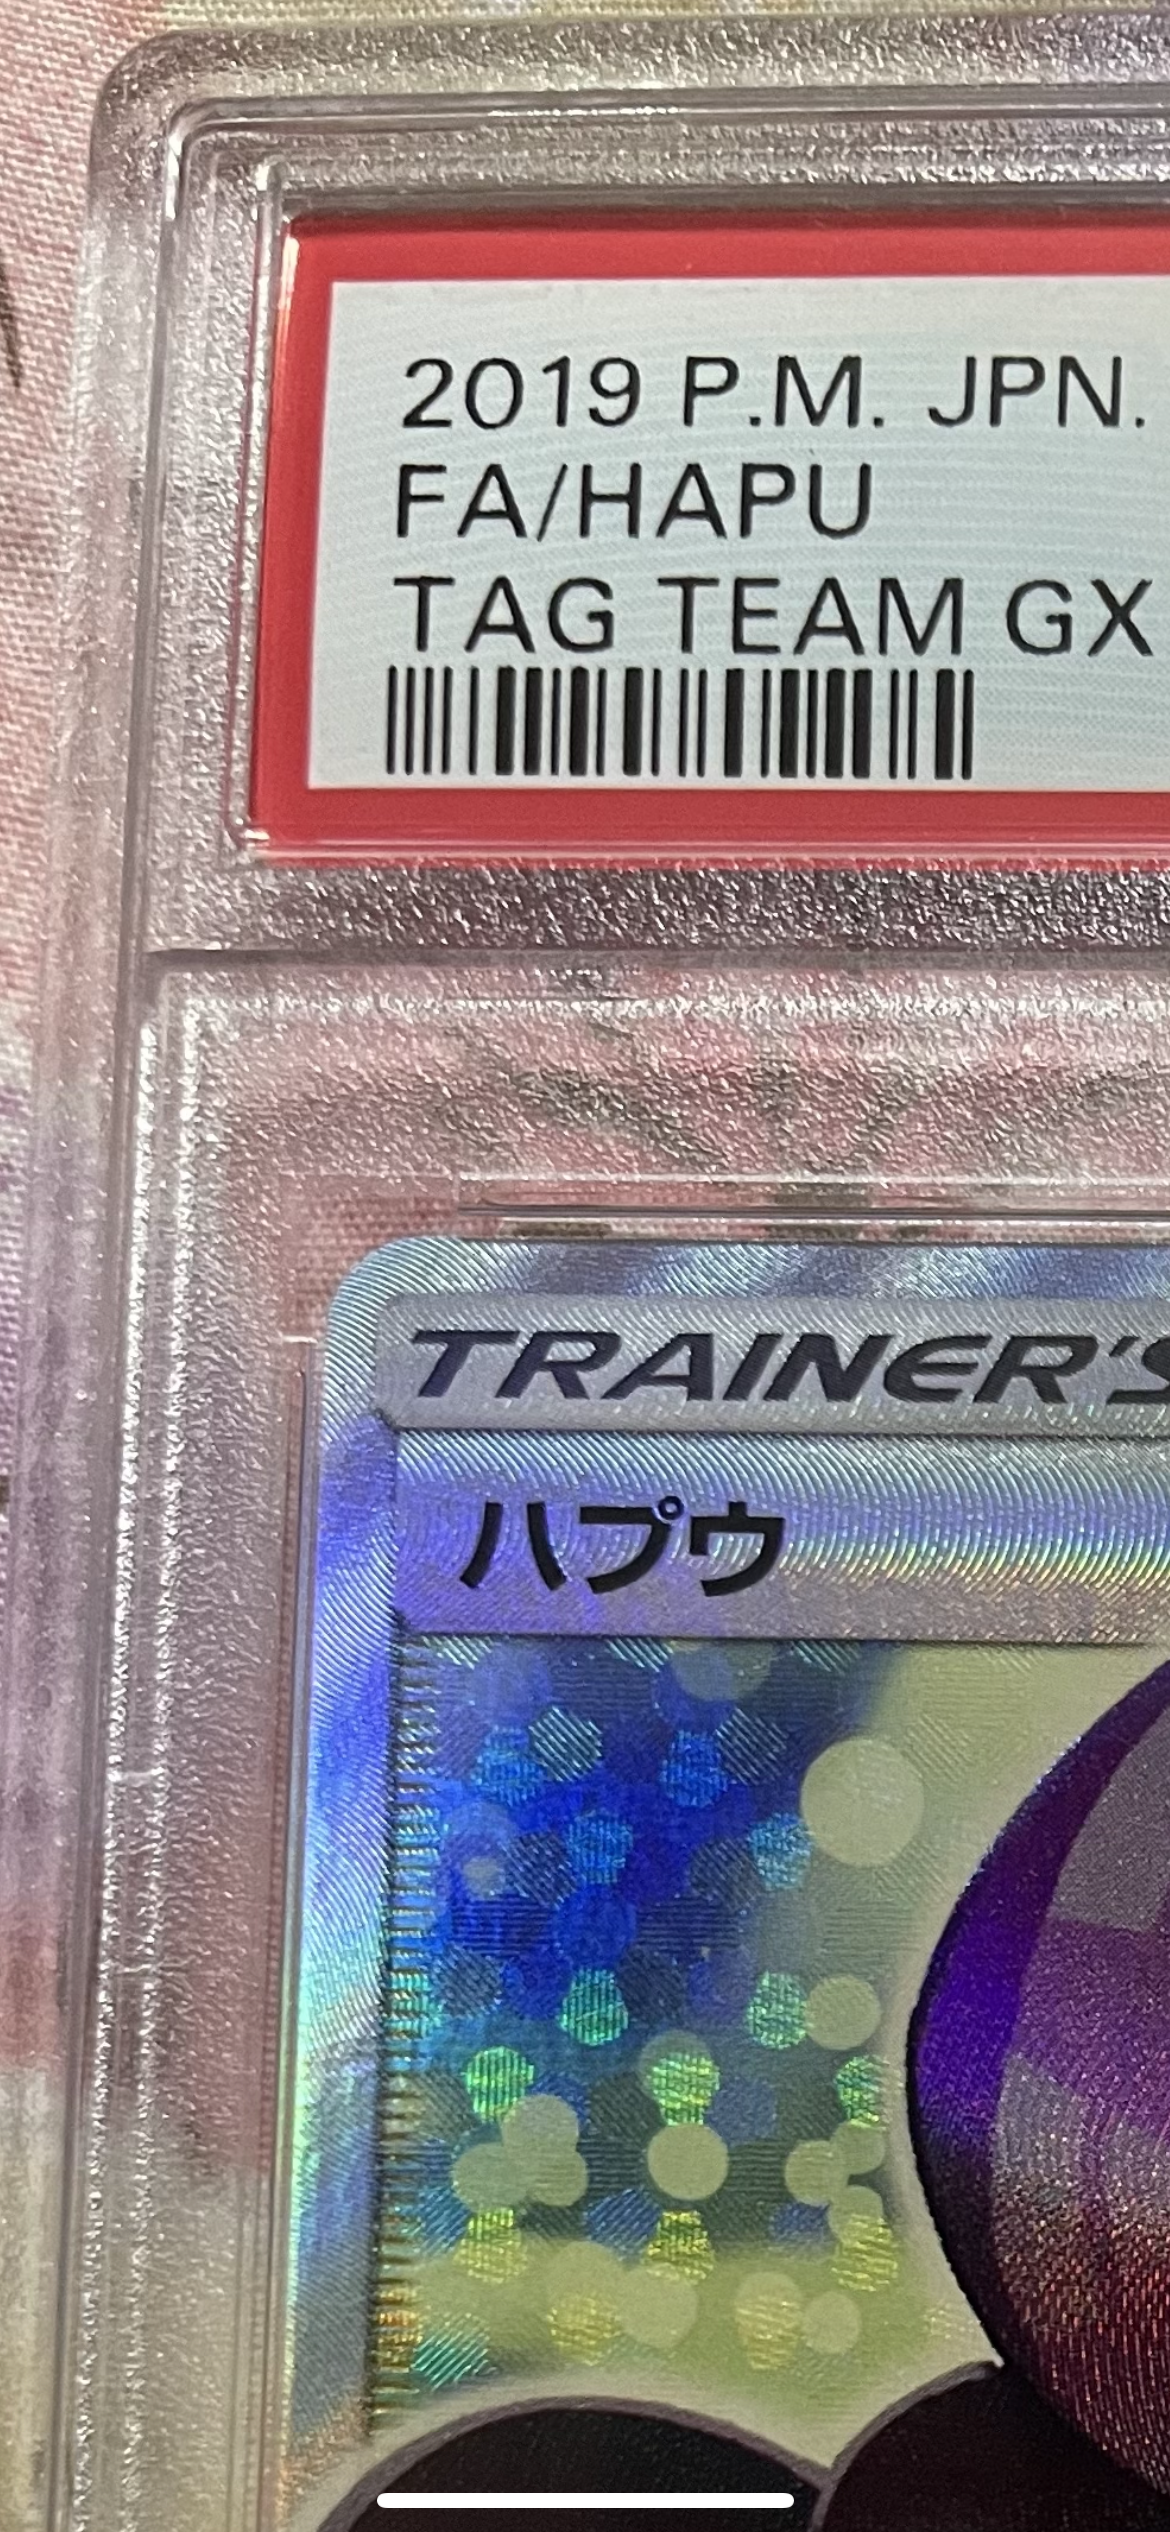 2019 P.M. JPN.
FA/HAPU
TAG TEAM GX
TRAINER'S
ハプウ